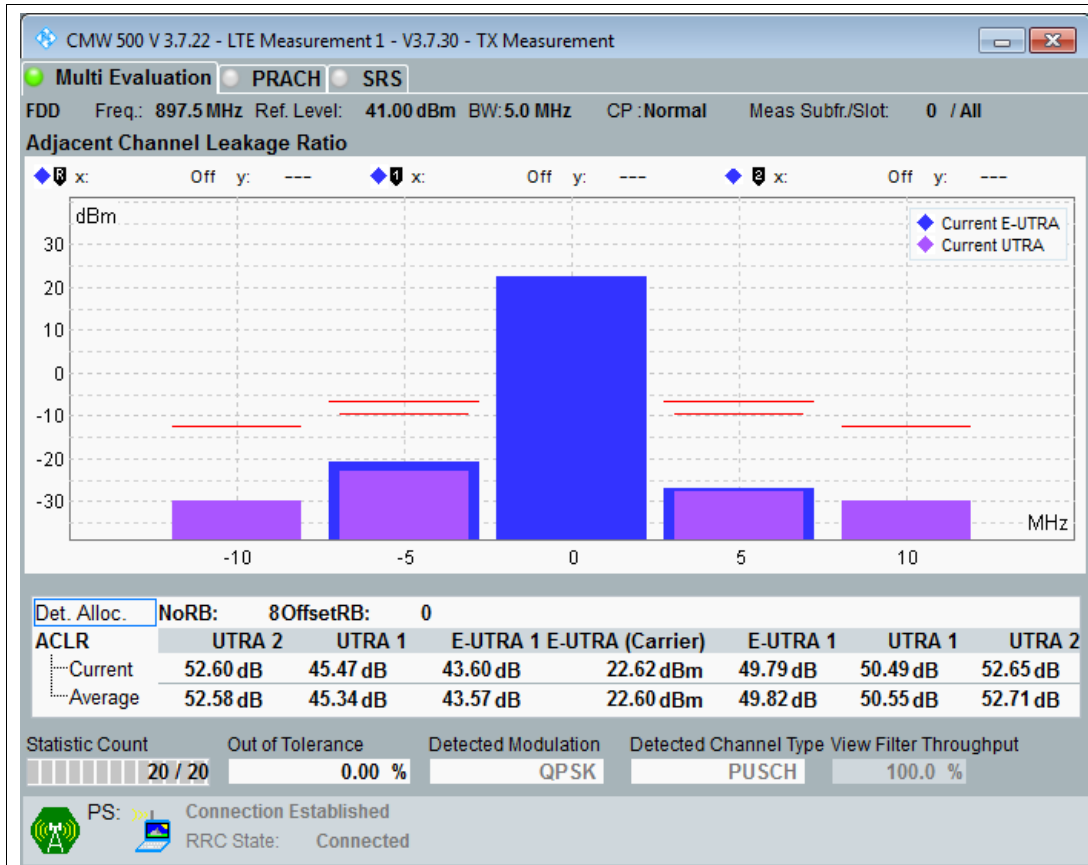 CMW 500 V 3.7.22 - LTE Measurement 1 - V3.7.30 - TX Measurement
Multi Evaluation PRACH SRS
FDD Freq.: 897.5 MHz Ref. Level: 41.00 dBm BW: 5.0 MHz CP : Normal Meas Subfr./Slot: 0 / All
Adjacent Channel Leakage Ratio
R x: Off y: --- 1 x: Off y: --- 2 x: Off y: ---
dBm
Current E-UTRA
Current UTRA
30
20
10
0
-10
-20
-30
MHz
-10 -5 0 5 10
Det. Alloc. NoRB: 8 OffsetRB: 0
ACLR UTRA 2 UTRA 1 E-UTRA 1 E-UTRA (Carrier) E-UTRA 1 UTRA 1 UTRA 2
Current 52.60 dB 45.47 dB 43.60 dB 22.62 dBm 49.79 dB 50.49 dB 52.65 dB
Average 52.58 dB 45.34 dB 43.57 dB 22.60 dBm 49.82 dB 50.55 dB 52.71 dB
Statistic Count Out of Tolerance Detected Modulation Detected Channel Type View Filter Throughput
20 / 20 0.00 % QPSK PUSCH 100.0 %
PS: Connection Established
RRC State: Connected